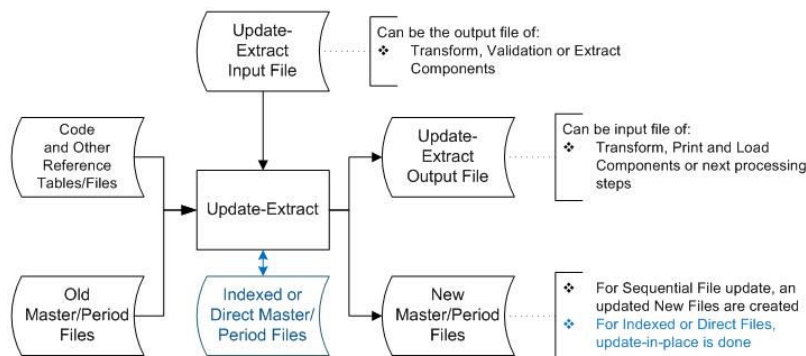 Update-
Extract
Input File
Can be the output file of:
❖ Transform, Validation or Extract
Components
Code
and Other
Reference
Tables/Files
Update-
Extract
Output File
Can be input file of:
❖ Transform, Print and Load
Components or next processing
steps
Update-Extract
Old
Master/Period
Files
Indexed or
Direct Master/
Period Files
New
Master/Period
Files
❖ For Sequential File update, an
updated New Files are created
❖ For Indexed or Direct Files,
update-in-place is done